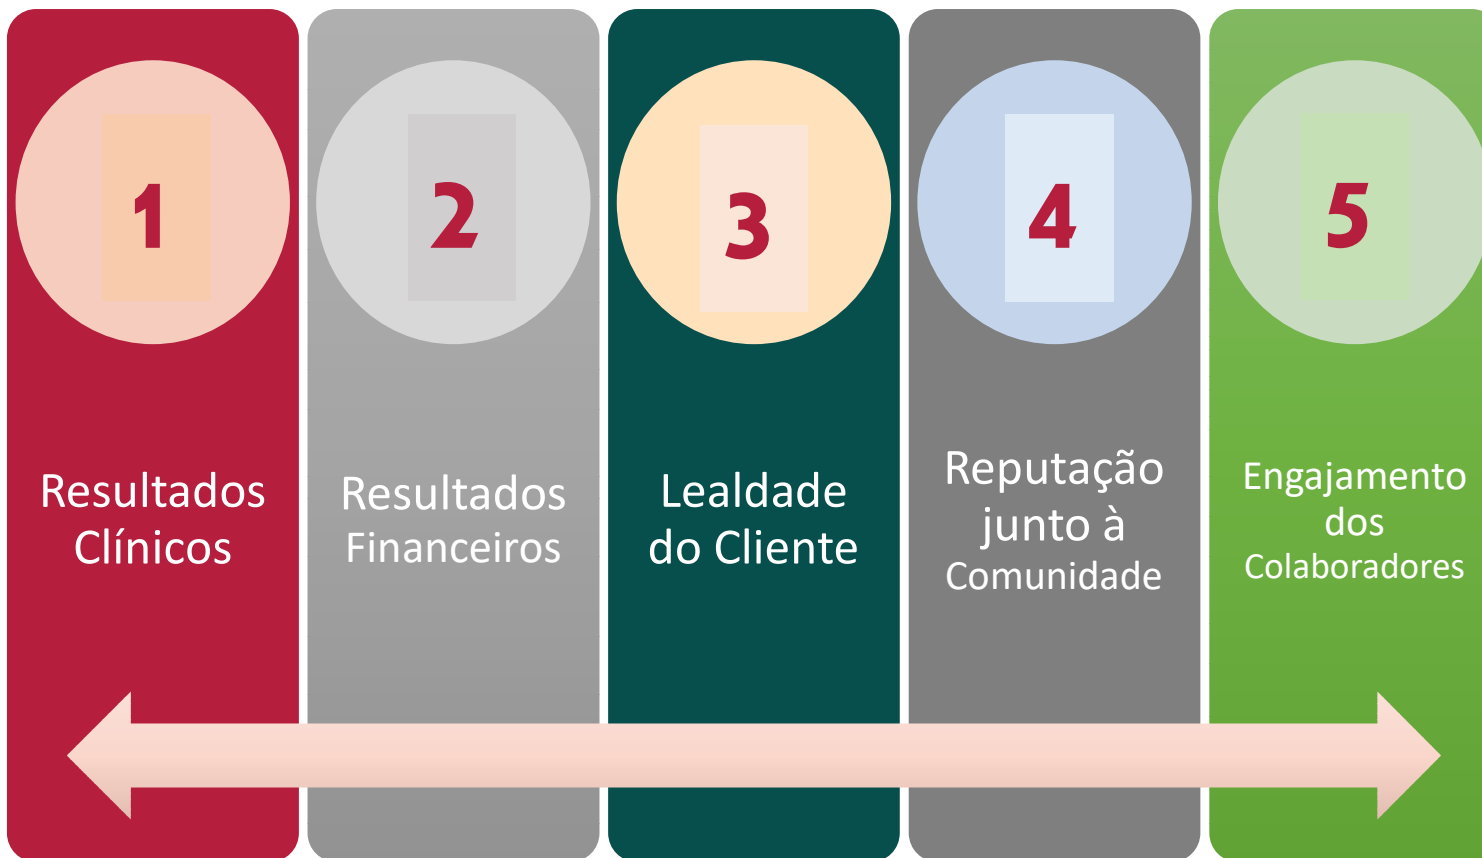 1
Resultados
Clínicos
2
Resultados
Financeiros
3
Lealdade
do Cliente
4
Reputação
junto à
Comunidade
5
Engajamento
dos
Colaboradores